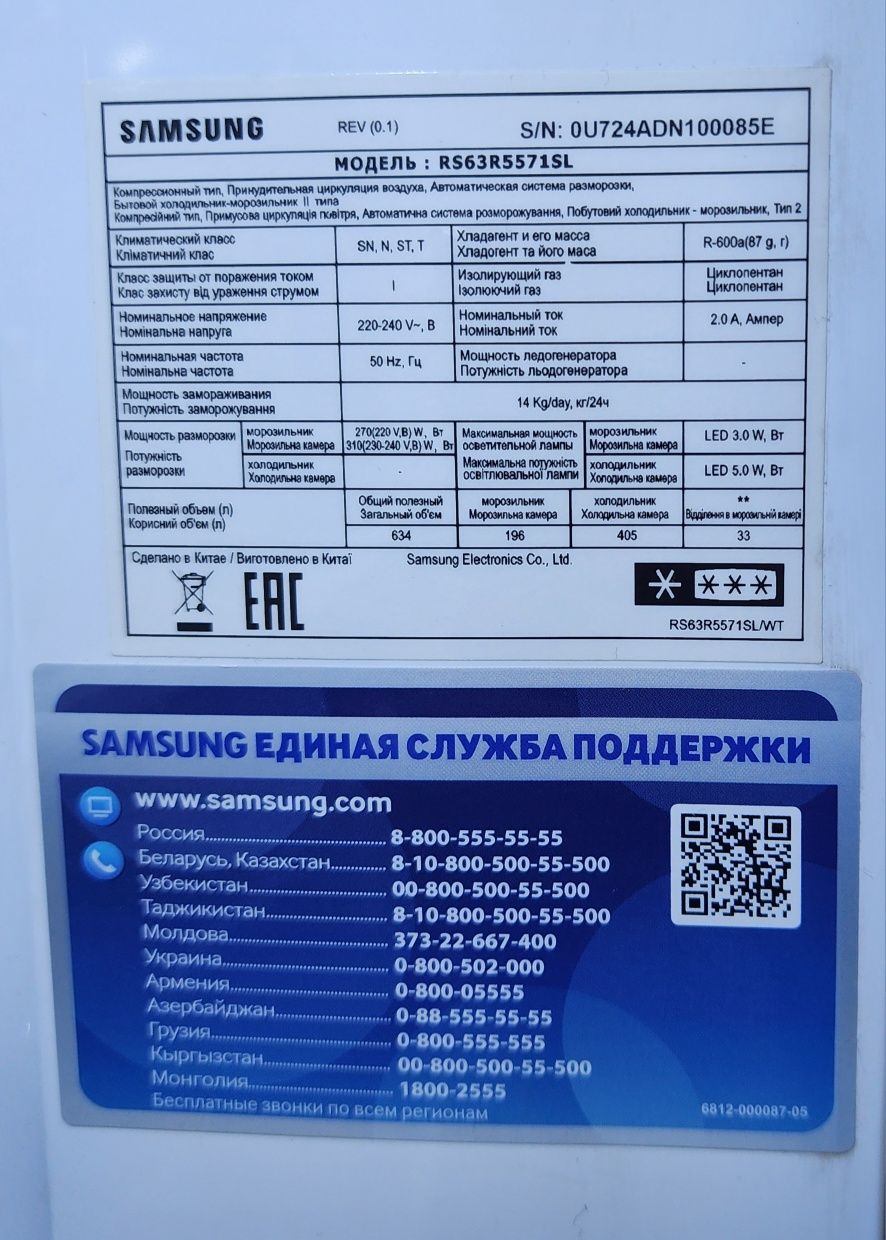 SAMSUNG REV (0.1) S/N: 0U724ADN100085E
МОДЕЛЬ : RS63R5571SL
Компрессионный тип, Принудительная циркуляция воздуха, Автоматическая система разморозки,
Бытовой холодильник-морозильник II типа
Компресійний тип, Примусова циркуляція повітря, Автоматична система розморожування, Побутовий холодильник - морозильник, Тип 2
Климатический класс
Кліматичний клас
SN, N, ST, T
Хладагент и его масса
Хладогент та його маса
R-600a(87 g, г)
Класс защиты от поражения током
Клас захисту від ураження струмом
I
Изолирующий газ
Ізолюючий газ
Циклопентан
Циклопентан
Номинальное напряжение
Номінальна напруга
220-240 V~, В
Номинальный ток
Номінальний ток
2.0 A, Ампер
Номинальная частота
Номінальна частота
50 Hz, Гц
Мощность ледогенератора
Потужність льодогенератора
-
Мощность замораживания
Потужність заморожування
14 Kg/day, кг/24ч
Мощность разморозки
Потужність
разморозки
морозильник
Морозильна камера
270(220 V,B) W, Вт
310(230-240 V,B) W, Вт
Максимальная мощность
осветительной лампы
морозильник
Морозильна камера
LED 3.0 W, Вт
холодильник
Холодильна камера
-
Максимальна потужність
освітлювальної лампи
холодильник
Холодильна камера
LED 5.0 W, Вт
Полезный объем (л)
Корисний об'єм (л)
Общий полезный
Загальный об'єм
морозильник
Морозильна камера
холодильник
Холодильна камера
**
Відділення в морозильній камері
634 196 405 33
Сделано в Китае / Виготовлено в Китаї Samsung Electronics Co., Ltd.
EAC
RS63R5571SL/WT
SAMSUNG ЕДИНАЯ СЛУЖБА ПОДДЕРЖКИ
www.samsung.com
Россия........................ 8-800-555-55-55
Беларусь, Казахстан............ 8-10-800-500-55-500
Узбекистан..................... 00-800-500-55-500
Таджикистан.................... 8-10-800-500-55-500
Молдова........................ 373-22-667-400
Украина........................ 0-800-502-000
Армения........................ 0-800-05555
Азербайджан.................... 0-88-555-55-55
Грузия......................... 0-800-555-555
Кыргызстан..................... 00-800-500-55-500
Монголия....................... 1800-2555
Бесплатные звонки по всем регионам
6812-000087-05